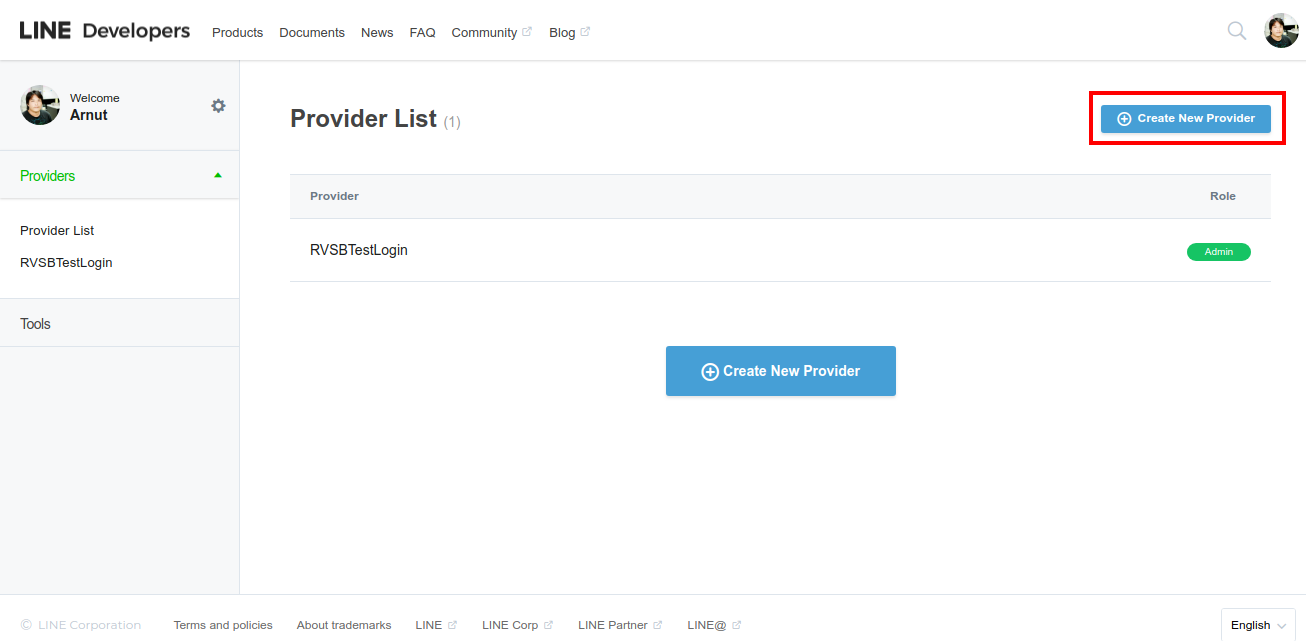 LINE Developers Products Documents News FAQ Community Blog
Welcome
Arnut
Providers
Provider List
RVSBTestLogin
Tools
Provider List (1)
Create New Provider
Provider Role
RVSBTestLogin Admin
Create New Provider
© LINE Corporation Terms and policies About trademarks LINE LINE Corp LINE Partner LINE@ English